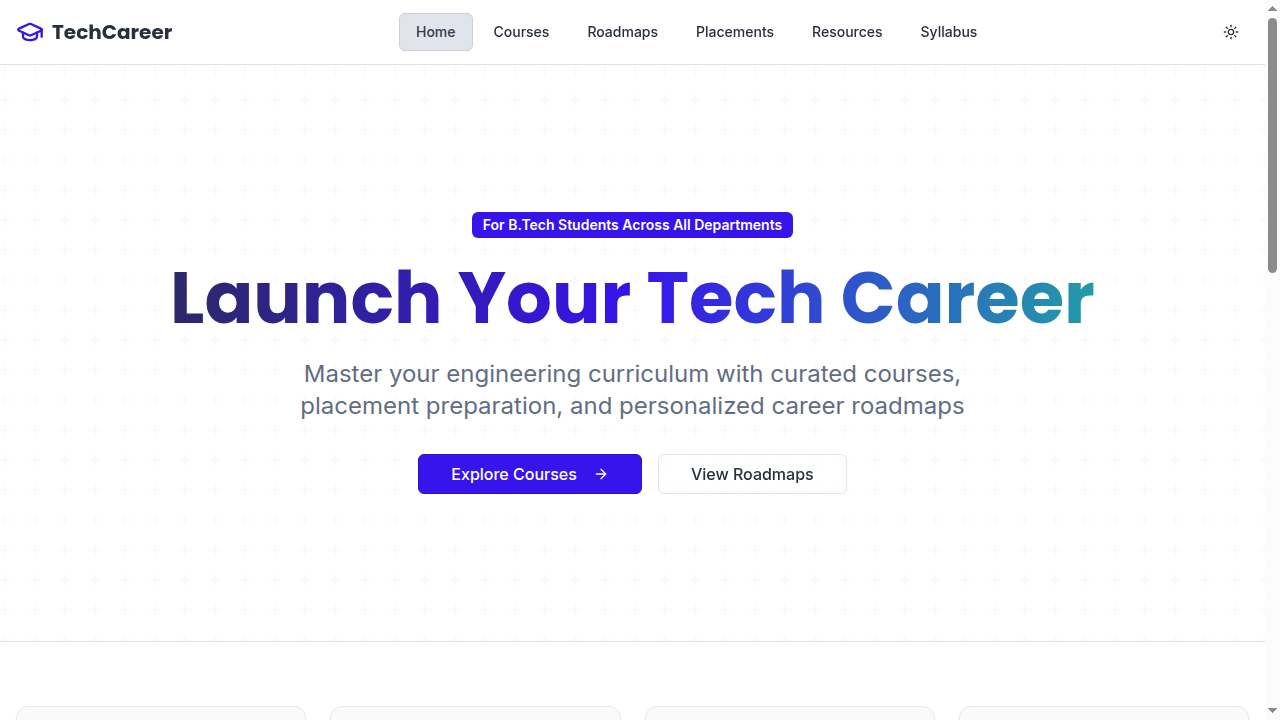 TechCareer
Home
Courses
Roadmaps
Placements
Resources
Syllabus
For B.Tech Students Across All Departments
Launch Your Tech Career
Master your engineering curriculum with curated courses,
placement preparation, and personalized career roadmaps
Explore Courses
View Roadmaps